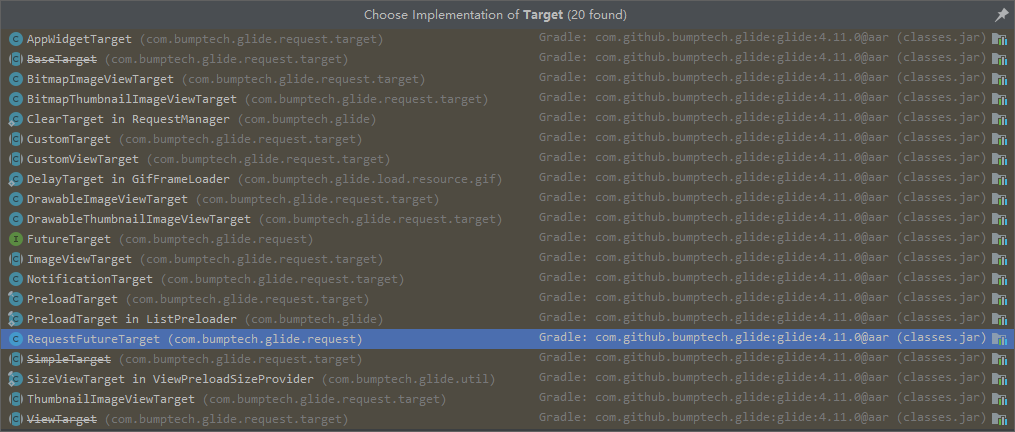 Choose Implementation of Target (20 found)
AppWidgetTarget (com.bumptech.glide.request.target) Gradle: com.github.bumptech.glide:glide:4.11.0@aar (classes.jar)
BaseTarget (com.bumptech.glide.request.target) Gradle: com.github.bumptech.glide:glide:4.11.0@aar (classes.jar)
BitmapImageViewTarget (com.bumptech.glide.request.target) Gradle: com.github.bumptech.glide:glide:4.11.0@aar (classes.jar)
BitmapThumbnailImageViewTarget (com.bumptech.glide.request.target) Gradle: com.github.bumptech.glide:glide:4.11.0@aar (classes.jar)
ClearTarget in RequestManager (com.bumptech.glide) Gradle: com.github.bumptech.glide:glide:4.11.0@aar (classes.jar)
CustomTarget (com.bumptech.glide.request.target) Gradle: com.github.bumptech.glide:glide:4.11.0@aar (classes.jar)
CustomViewTarget (com.bumptech.glide.request.target) Gradle: com.github.bumptech.glide:glide:4.11.0@aar (classes.jar)
DelayTarget in GifFrameLoader (com.bumptech.glide.load.resource.gif) Gradle: com.github.bumptech.glide:glide:4.11.0@aar (classes.jar)
DrawableImageViewTarget (com.bumptech.glide.request.target) Gradle: com.github.bumptech.glide:glide:4.11.0@aar (classes.jar)
DrawableThumbnailImageViewTarget (com.bumptech.glide.request.target) Gradle: com.github.bumptech.glide:glide:4.11.0@aar (classes.jar)
FutureTarget (com.bumptech.glide.request) Gradle: com.github.bumptech.glide:glide:4.11.0@aar (classes.jar)
ImageViewTarget (com.bumptech.glide.request.target) Gradle: com.github.bumptech.glide:glide:4.11.0@aar (classes.jar)
NotificationTarget (com.bumptech.glide.request.target) Gradle: com.github.bumptech.glide:glide:4.11.0@aar (classes.jar)
PreloadTarget (com.bumptech.glide.request.target) Gradle: com.github.bumptech.glide:glide:4.11.0@aar (classes.jar)
PreloadTarget in ListPreloader (com.bumptech.glide) Gradle: com.github.bumptech.glide:glide:4.11.0@aar (classes.jar)
RequestFutureTarget (com.bumptech.glide.request) Gradle: com.github.bumptech.glide:glide:4.11.0@aar (classes.jar)
SimpleTarget (com.bumptech.glide.request.target) Gradle: com.github.bumptech.glide:glide:4.11.0@aar (classes.jar)
SizeViewTarget in ViewPreloadSizeProvider (com.bumptech.glide.util) Gradle: com.github.bumptech.glide:glide:4.11.0@aar (classes.jar)
ThumbnailImageViewTarget (com.bumptech.glide.request.target) Gradle: com.github.bumptech.glide:glide:4.11.0@aar (classes.jar)
ViewTarget (com.bumptech.glide.request.target) Gradle: com.github.bumptech.glide:glide:4.11.0@aar (classes.jar)